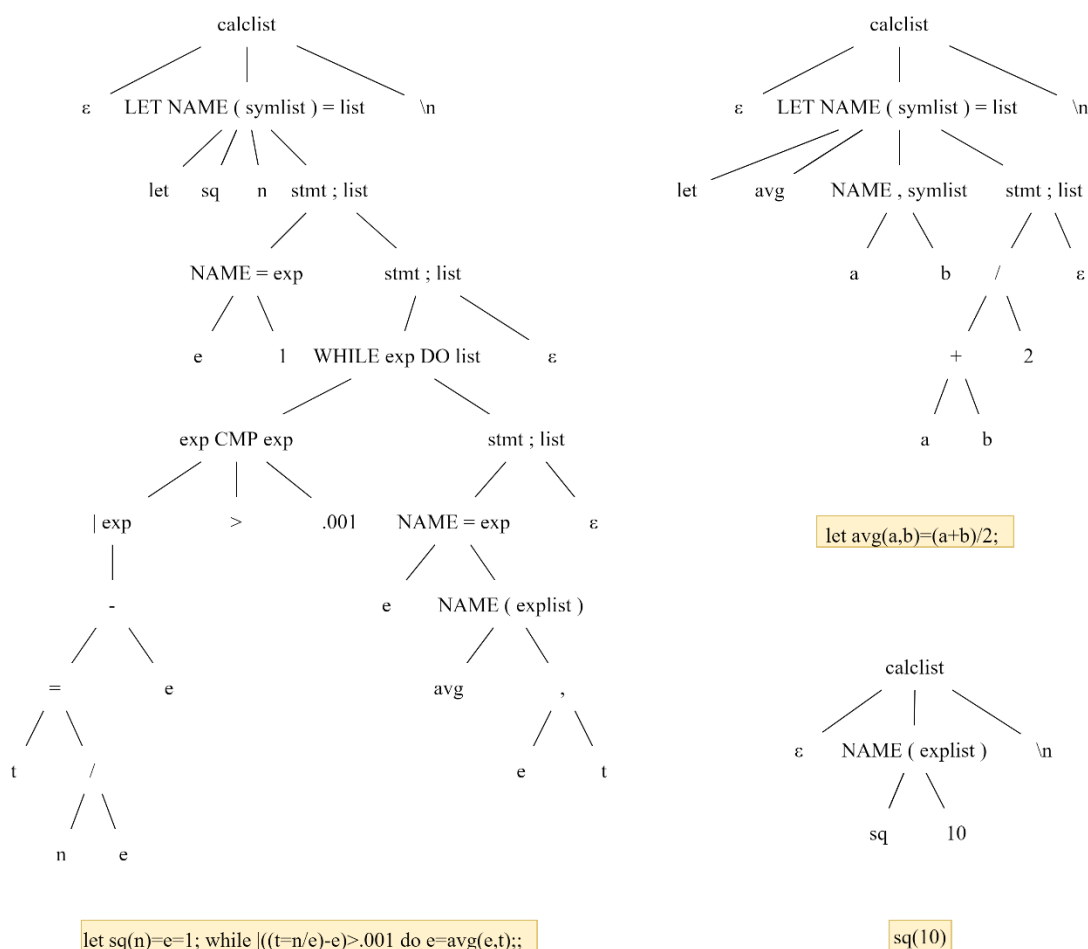 calclist
ε LET NAME ( symlist ) = list \n
let sq n stmt ; list
NAME = exp stmt ; list
e 1 WHILE exp DO list ε
exp CMP exp stmt ; list
| exp > .001 NAME = exp ε
- e NAME ( explist )
= e avg ,
t / e t
n e
let sq(n)=e=1; while |((t=n/e)-e)>.001 do e=avg(e,t);;
calclist
ε LET NAME ( symlist ) = list \n
let avg NAME , symlist stmt ; list
a b / ε
+ 2
a b
let avg(a,b)=(a+b)/2;
calclist
ε NAME ( explist ) \n
sq 10
sq(10)